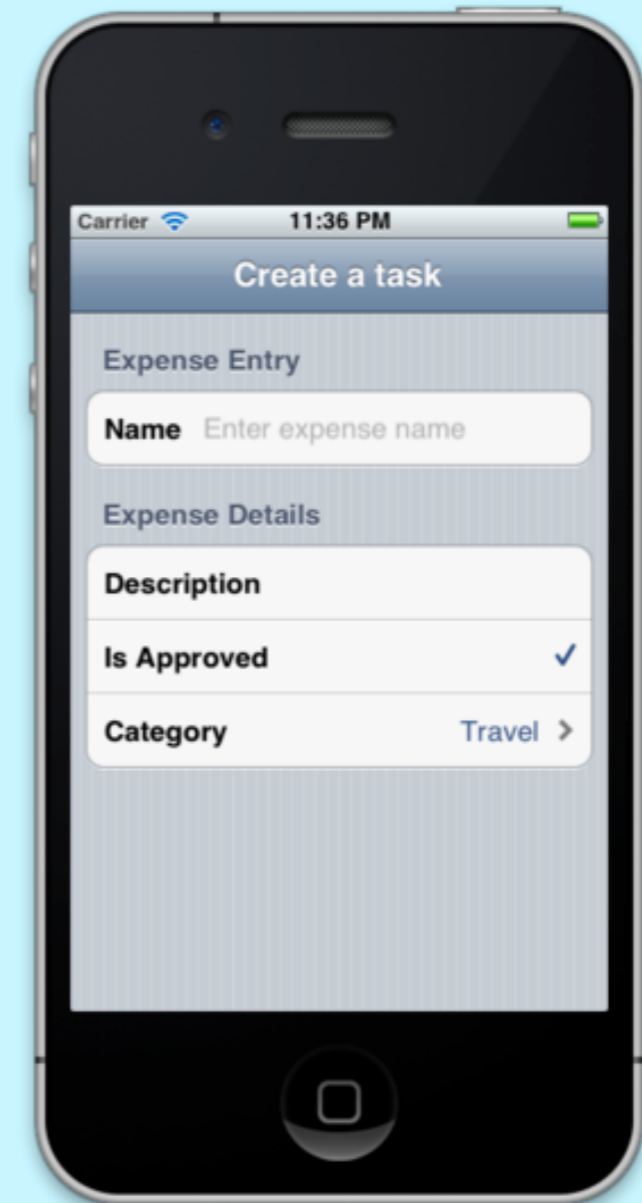 Carrier 11:36 PM
Create a task
Expense Entry
Name Enter expense name
Expense Details
Description
Is Approved
Category Travel